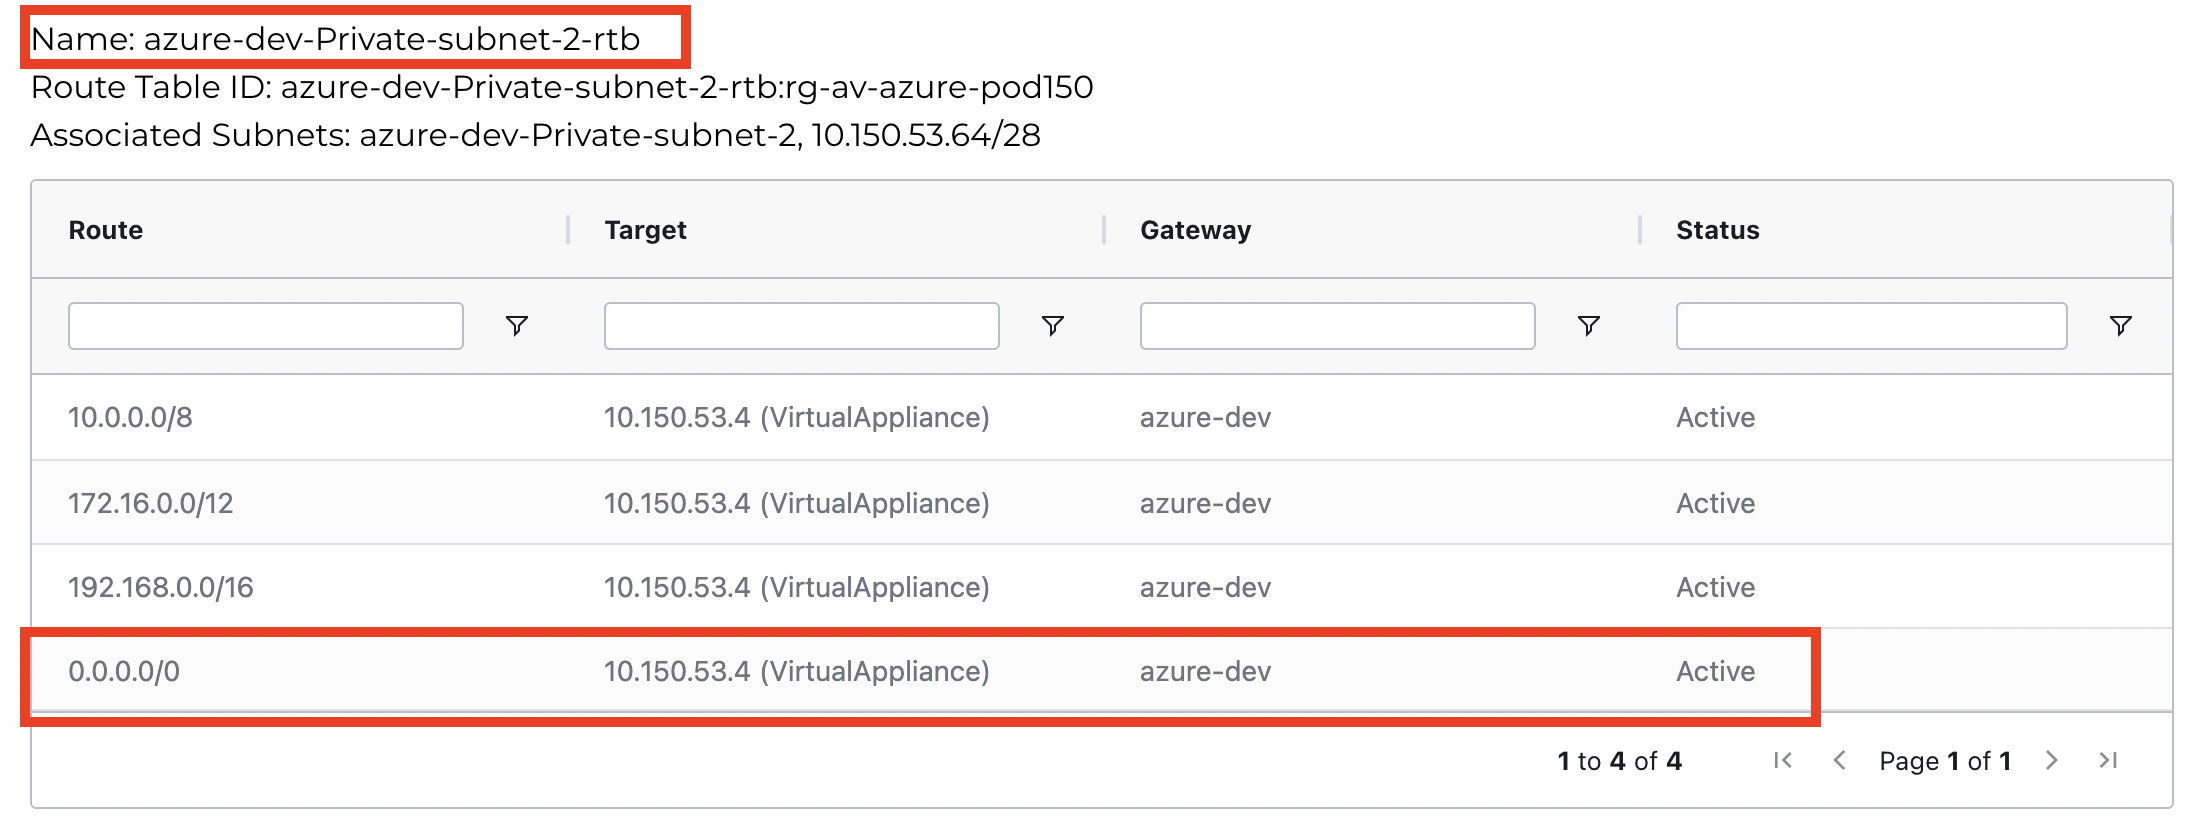 Name: azure-dev-Private-subnet-2-rtb
Route Table ID: azure-dev-Private-subnet-2-rtb:rg-av-azure-pod150
Associated Subnets: azure-dev-Private-subnet-2, 10.150.53.64/28
Route Target Gateway Status
10.0.0.0/8 10.150.53.4 (VirtualAppliance) azure-dev Active
172.16.0.0/12 10.150.53.4 (VirtualAppliance) azure-dev Active
192.168.0.0/16 10.150.53.4 (VirtualAppliance) azure-dev Active
0.0.0.0/0 10.150.53.4 (VirtualAppliance) azure-dev Active
1 to 4 of 4 Page 1 of 1